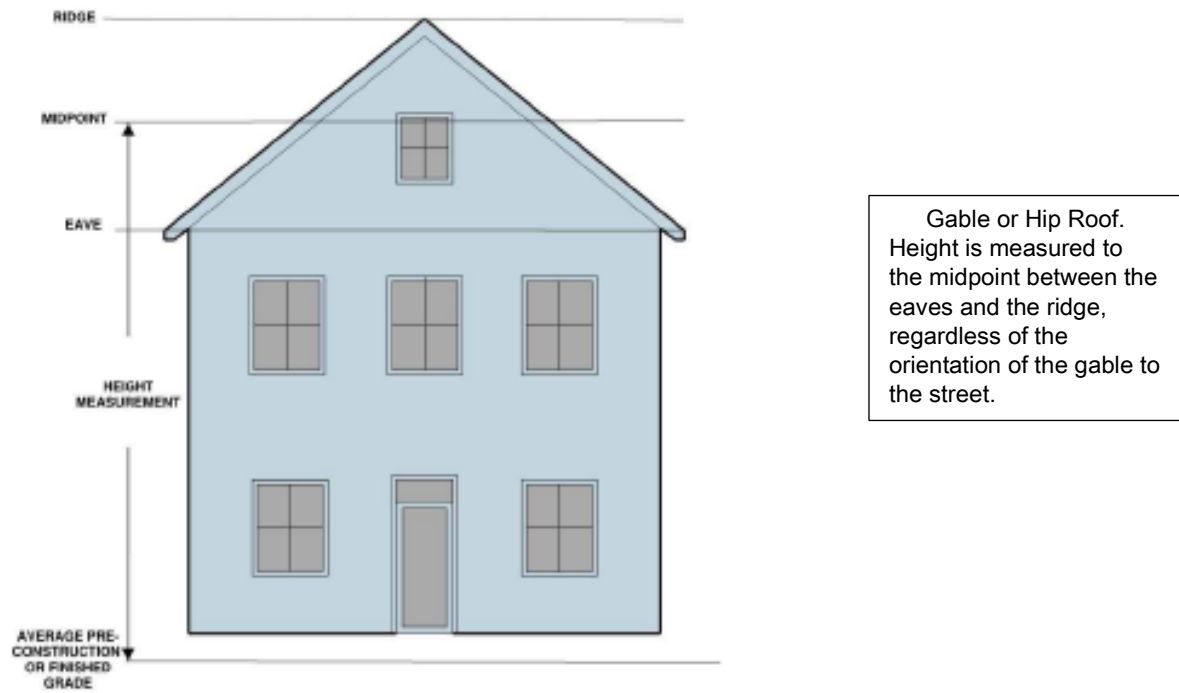 RIDGE
MIDPOINT
EAVE
HEIGHT
MEASUREMENT
AVERAGE PRE-
CONSTRUCTION
OR FINISHED
GRADE
Gable or Hip Roof.
Height is measured to
the midpoint between the
eaves and the ridge,
regardless of the
orientation of the gable to
the street.